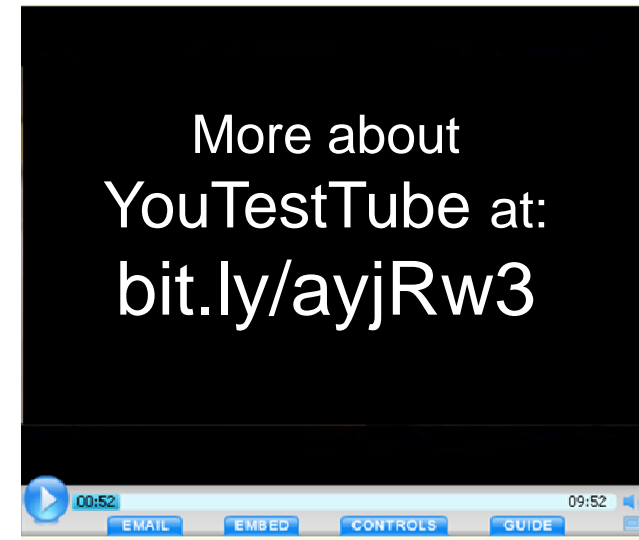 More about
YouTestTube at:
bit.ly/ayjRw3
00:52 09:52
EMAIL EMBED CONTROLS GUIDE